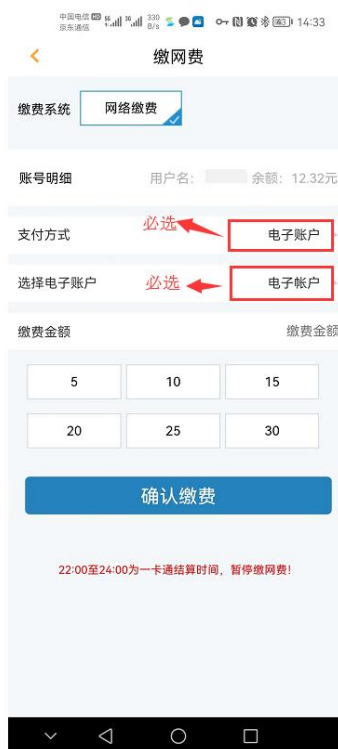 中国电信 HD 5G 5G 330 14:33
京东通信 B/s
缴网费
缴费系统 网络缴费
账号明细 用户名： 余额：12.32元
支付方式 必选 电子账户
选择电子账户 必选 电子帐户
缴费金额 缴费金额
5 10 15
20 25 30
确认缴费
22:00至24:00为一卡通结算时间，暂停缴网费！